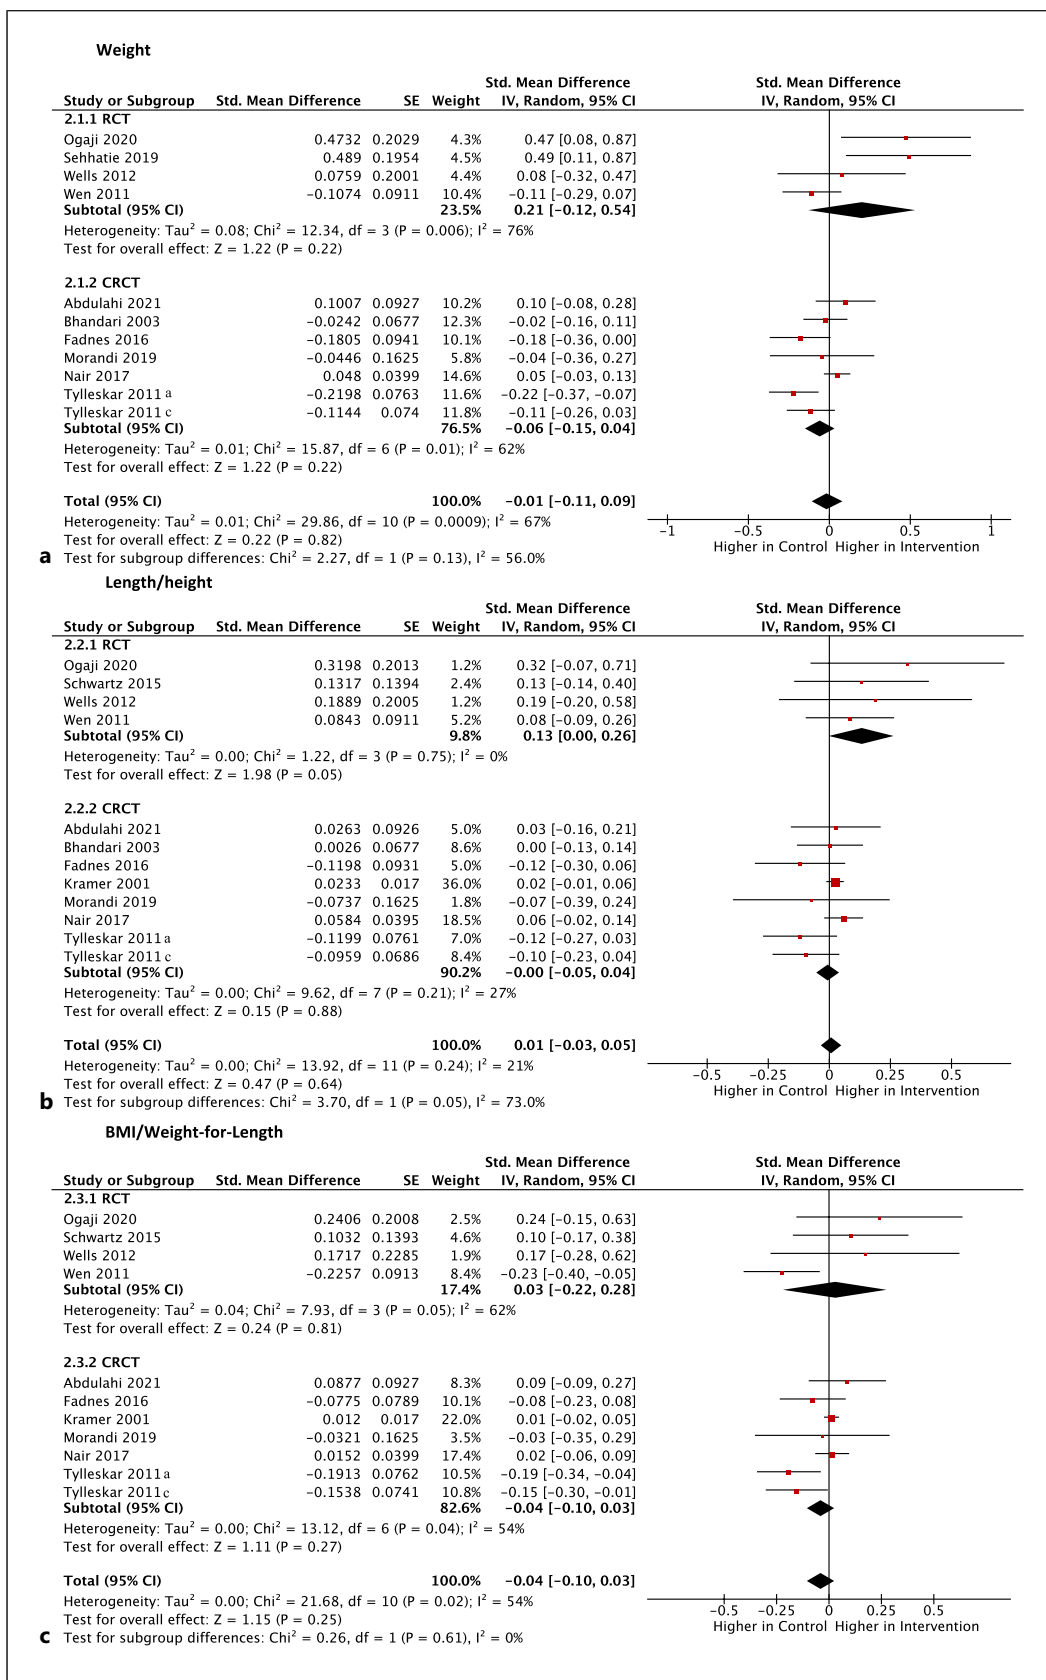 Weight
Std. Mean Difference Std. Mean Difference
Study or Subgroup Std. Mean Difference SE Weight IV, Random, 95% CI IV, Random, 95% CI
2.1.1 RCT
Ogaji 2020 0.4732 0.2029 4.3% 0.47 [0.08, 0.87]
Sehhatie 2019 0.489 0.1954 4.5% 0.49 [0.11, 0.87]
Wells 2012 0.0759 0.2001 4.4% 0.08 [−0.32, 0.47]
Wen 2011 −0.1074 0.0911 10.4% −0.11 [−0.29, 0.07]
Subtotal (95% CI) 23.5% 0.21 [−0.12, 0.54]
Heterogeneity: Tau² = 0.08; Chi² = 12.34, df = 3 (P = 0.006); I² = 76%
Test for overall effect: Z = 1.22 (P = 0.22)
2.1.2 CRCT
Abdulahi 2021 0.1007 0.0927 10.2% 0.10 [−0.08, 0.28]
Bhandari 2003 −0.0242 0.0677 12.3% −0.02 [−0.16, 0.11]
Fadnes 2016 −0.1805 0.0941 10.1% −0.18 [−0.36, 0.00]
Morandi 2019 −0.0446 0.1625 5.8% −0.04 [−0.36, 0.27]
Nair 2017 0.048 0.0399 14.6% 0.05 [−0.03, 0.13]
Tylleskar 2011 a −0.2198 0.0763 11.6% −0.22 [−0.37, −0.07]
Tylleskar 2011 c −0.1144 0.074 11.8% −0.11 [−0.26, 0.03]
Subtotal (95% CI) 76.5% −0.06 [−0.15, 0.04]
Heterogeneity: Tau² = 0.01; Chi² = 15.87, df = 6 (P = 0.01); I² = 62%
Test for overall effect: Z = 1.22 (P = 0.22)
Total (95% CI) 100.0% −0.01 [−0.11, 0.09]
Heterogeneity: Tau² = 0.01; Chi² = 29.86, df = 10 (P = 0.0009); I² = 67%
Test for overall effect: Z = 0.22 (P = 0.82)
−1 −0.5 0 0.5 1
Higher in Control Higher in Intervention
a Test for subgroup differences: Chi² = 2.27, df = 1 (P = 0.13), I² = 56.0%
Length/height
Std. Mean Difference Std. Mean Difference
Study or Subgroup Std. Mean Difference SE Weight IV, Random, 95% CI IV, Random, 95% CI
2.2.1 RCT
Ogaji 2020 0.3198 0.2013 1.2% 0.32 [−0.07, 0.71]
Schwartz 2015 0.1317 0.1394 2.4% 0.13 [−0.14, 0.40]
Wells 2012 0.1889 0.2005 1.2% 0.19 [−0.20, 0.58]
Wen 2011 0.0843 0.0911 5.2% 0.08 [−0.09, 0.26]
Subtotal (95% CI) 9.8% 0.13 [0.00, 0.26]
Heterogeneity: Tau² = 0.00; Chi² = 1.22, df = 3 (P = 0.75); I² = 0%
Test for overall effect: Z = 1.98 (P = 0.05)
2.2.2 CRCT
Abdulahi 2021 0.0263 0.0926 5.0% 0.03 [−0.16, 0.21]
Bhandari 2003 0.0026 0.0677 8.6% 0.00 [−0.13, 0.14]
Fadnes 2016 −0.1198 0.0931 5.0% −0.12 [−0.30, 0.06]
Kramer 2001 0.0233 0.017 36.0% 0.02 [−0.01, 0.06]
Morandi 2019 −0.0737 0.1625 1.8% −0.07 [−0.39, 0.24]
Nair 2017 0.0584 0.0395 18.5% 0.06 [−0.02, 0.14]
Tylleskar 2011 a −0.1199 0.0761 7.0% −0.12 [−0.27, 0.03]
Tylleskar 2011 c −0.0959 0.0686 8.4% −0.10 [−0.23, 0.04]
Subtotal (95% CI) 90.2% −0.00 [−0.05, 0.04]
Heterogeneity: Tau² = 0.00; Chi² = 9.62, df = 7 (P = 0.21); I² = 27%
Test for overall effect: Z = 0.15 (P = 0.88)
Total (95% CI) 100.0% 0.01 [−0.03, 0.05]
Heterogeneity: Tau² = 0.00; Chi² = 13.92, df = 11 (P = 0.24); I² = 21%
Test for overall effect: Z = 0.47 (P = 0.64)
−0.5 −0.25 0 0.25 0.5
Higher in Control Higher in Intervention
b Test for subgroup differences: Chi² = 3.70, df = 1 (P = 0.05), I² = 73.0%
BMI/Weight-for-Length
Std. Mean Difference Std. Mean Difference
Study or Subgroup Std. Mean Difference SE Weight IV, Random, 95% CI IV, Random, 95% CI
2.3.1 RCT
Ogaji 2020 0.2406 0.2008 2.5% 0.24 [−0.15, 0.63]
Schwartz 2015 0.1032 0.1393 4.6% 0.10 [−0.17, 0.38]
Wells 2012 0.1717 0.2285 1.9% 0.17 [−0.28, 0.62]
Wen 2011 −0.2257 0.0913 8.4% −0.23 [−0.40, −0.05]
Subtotal (95% CI) 17.4% 0.03 [−0.22, 0.28]
Heterogeneity: Tau² = 0.04; Chi² = 7.93, df = 3 (P = 0.05); I² = 62%
Test for overall effect: Z = 0.24 (P = 0.81)
2.3.2 CRCT
Abdulahi 2021 0.0877 0.0927 8.3% 0.09 [−0.09, 0.27]
Fadnes 2016 −0.0775 0.0789 10.1% −0.08 [−0.23, 0.08]
Kramer 2001 0.012 0.017 22.0% 0.01 [−0.02, 0.05]
Morandi 2019 −0.0321 0.1625 3.5% −0.03 [−0.35, 0.29]
Nair 2017 0.0152 0.0399 17.4% 0.02 [−0.06, 0.09]
Tylleskar 2011 a −0.1913 0.0762 10.5% −0.19 [−0.34, −0.04]
Tylleskar 2011 c −0.1538 0.0741 10.8% −0.15 [−0.30, −0.01]
Subtotal (95% CI) 82.6% −0.04 [−0.10, 0.03]
Heterogeneity: Tau² = 0.00; Chi² = 13.12, df = 6 (P = 0.04); I² = 54%
Test for overall effect: Z = 1.11 (P = 0.27)
Total (95% CI) 100.0% −0.04 [−0.10, 0.03]
Heterogeneity: Tau² = 0.00; Chi² = 21.68, df = 10 (P = 0.02); I² = 54%
Test for overall effect: Z = 1.15 (P = 0.25)
−0.5 −0.25 0 0.25 0.5
Higher in Control Higher in Intervention
c Test for subgroup differences: Chi² = 0.26, df = 1 (P = 0.61), I² = 0%